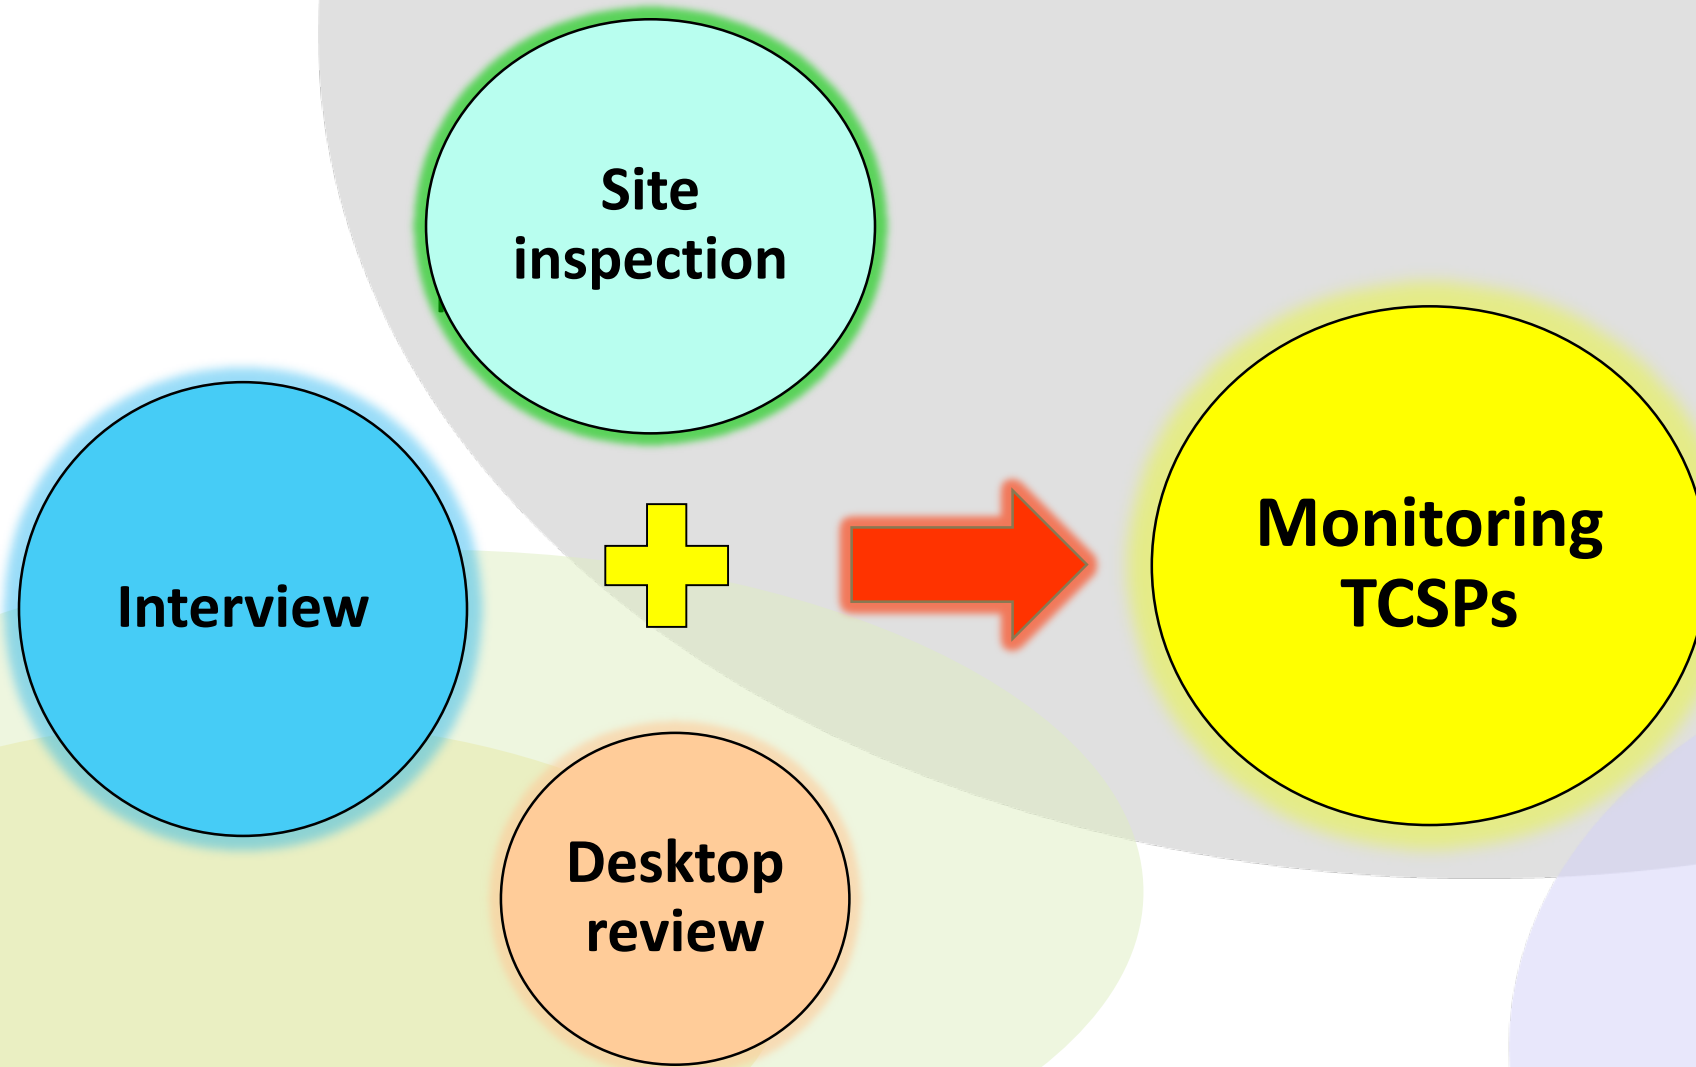 Site
inspection
Interview
Monitoring
TCSPs
Desktop
review